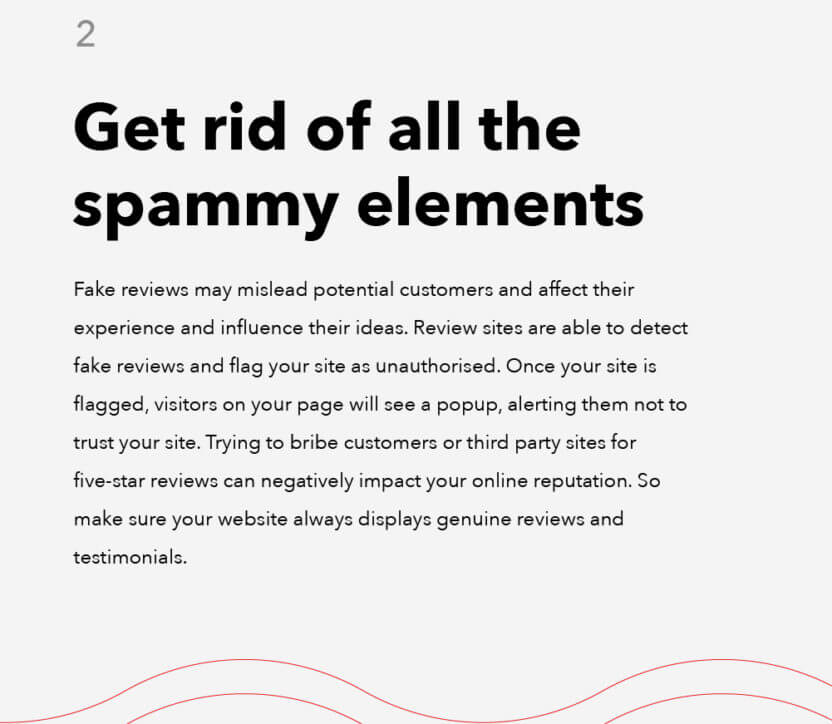 2
Get rid of all the
spammy elements
Fake reviews may mislead potential customers and affect their
experience and influence their ideas. Review sites are able to detect
fake reviews and flag your site as unauthorised. Once your site is
flagged, visitors on your page will see a popup, alerting them not to
trust your site. Trying to bribe customers or third party sites for
five-star reviews can negatively impact your online reputation. So
make sure your website always displays genuine reviews and
testimonials.